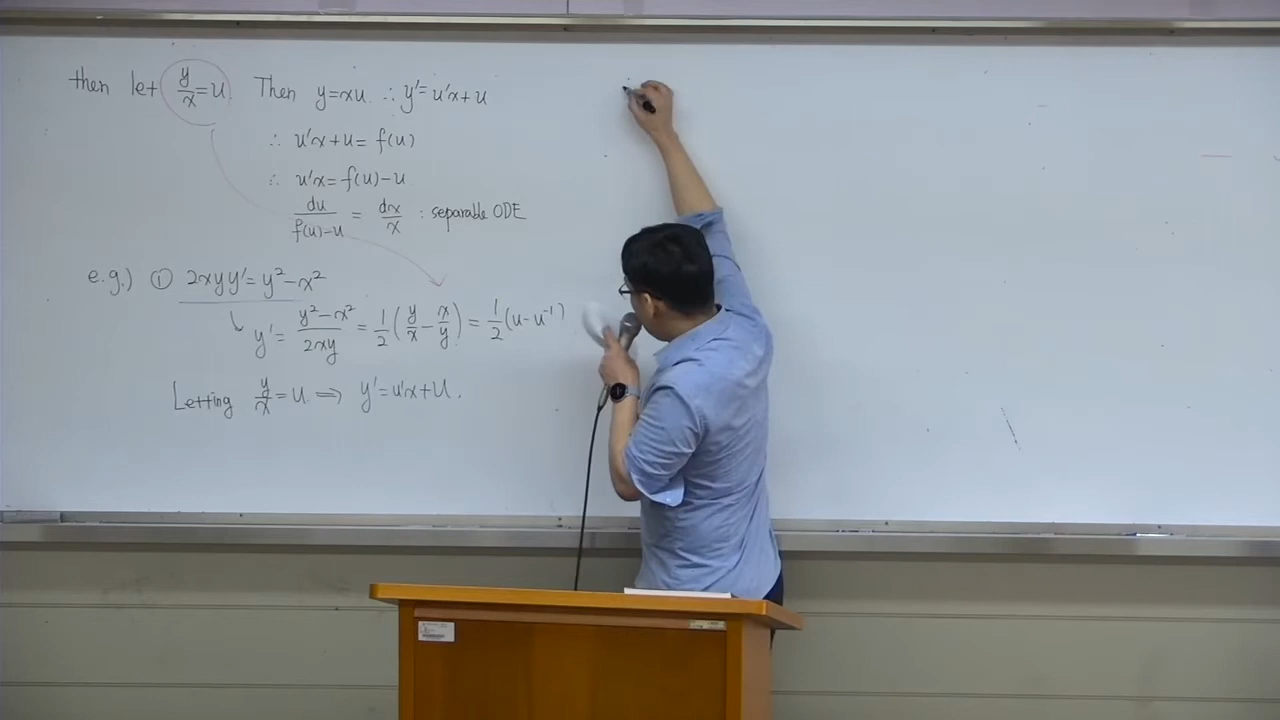 then let y/x = u Then y=xu. ∴ y'= u'x+u
∴ u'x+u= f(u)
∴ u'x= f(u)-u
du/(f(u)-u) = dx/x : separable ODE
e.g.) ① 2xyy'= y²-x²
y'= (y²-x²)/(2xy) = 1/2 (y/x - x/y) = 1/2 (u-u⁻¹)
Letting y/x = u ⟹ y'= u'x+u.